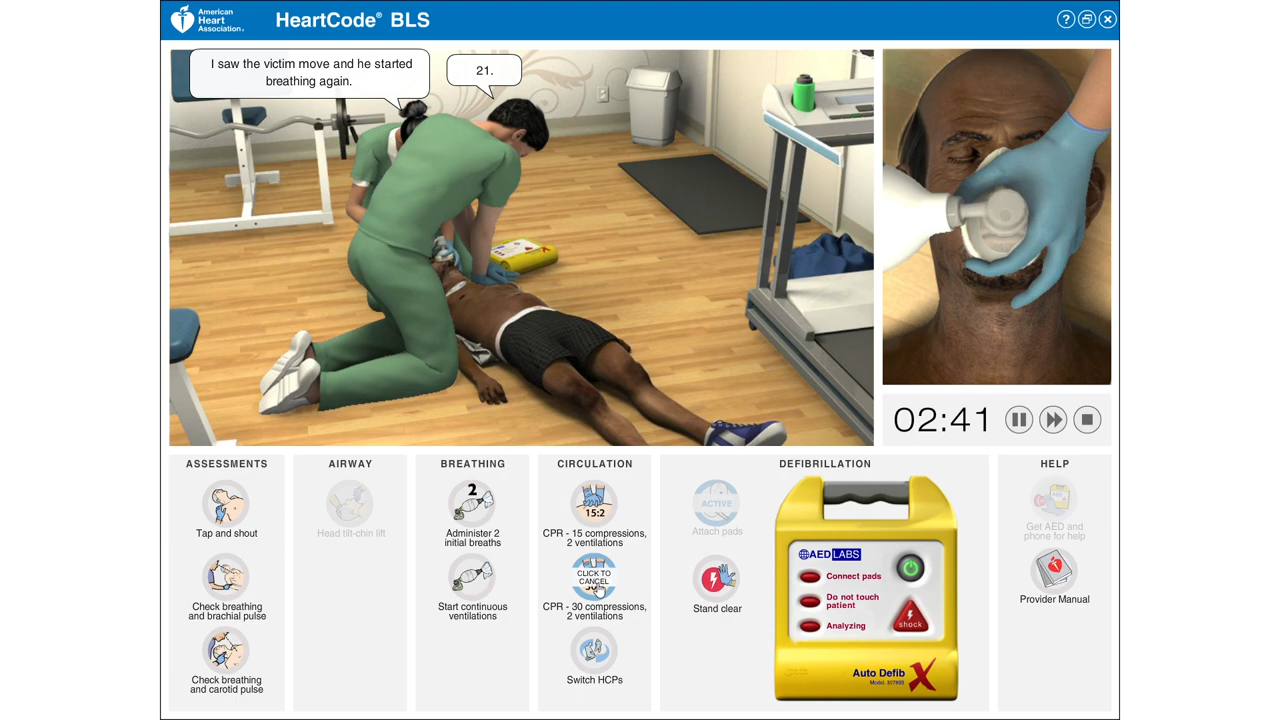 American
Heart
Association.
HeartCode® BLS
?
I saw the victim move and he started
breathing again.
21.
02:41
ASSESSMENTS
Tap and shout
Check breathing
and brachial pulse
Check breathing
and carotid pulse
AIRWAY
Head tilt-chin lift
BREATHING
2
Administer 2
initial breaths
Start continuous
ventilations
CIRCULATION
15:2
CPR - 15 compressions,
2 ventilations
CLICK TO
CANCEL
CPR - 30 compressions,
2 ventilations
Switch HCPs
DEFIBRILLATION
ACTIVE
Attach pads
Stand clear
AED LABS
Connect pads
Do not touch
patient
Analyzing
shock
Auto Defib X
HELP
Get AED and
phone for help
Provider Manual